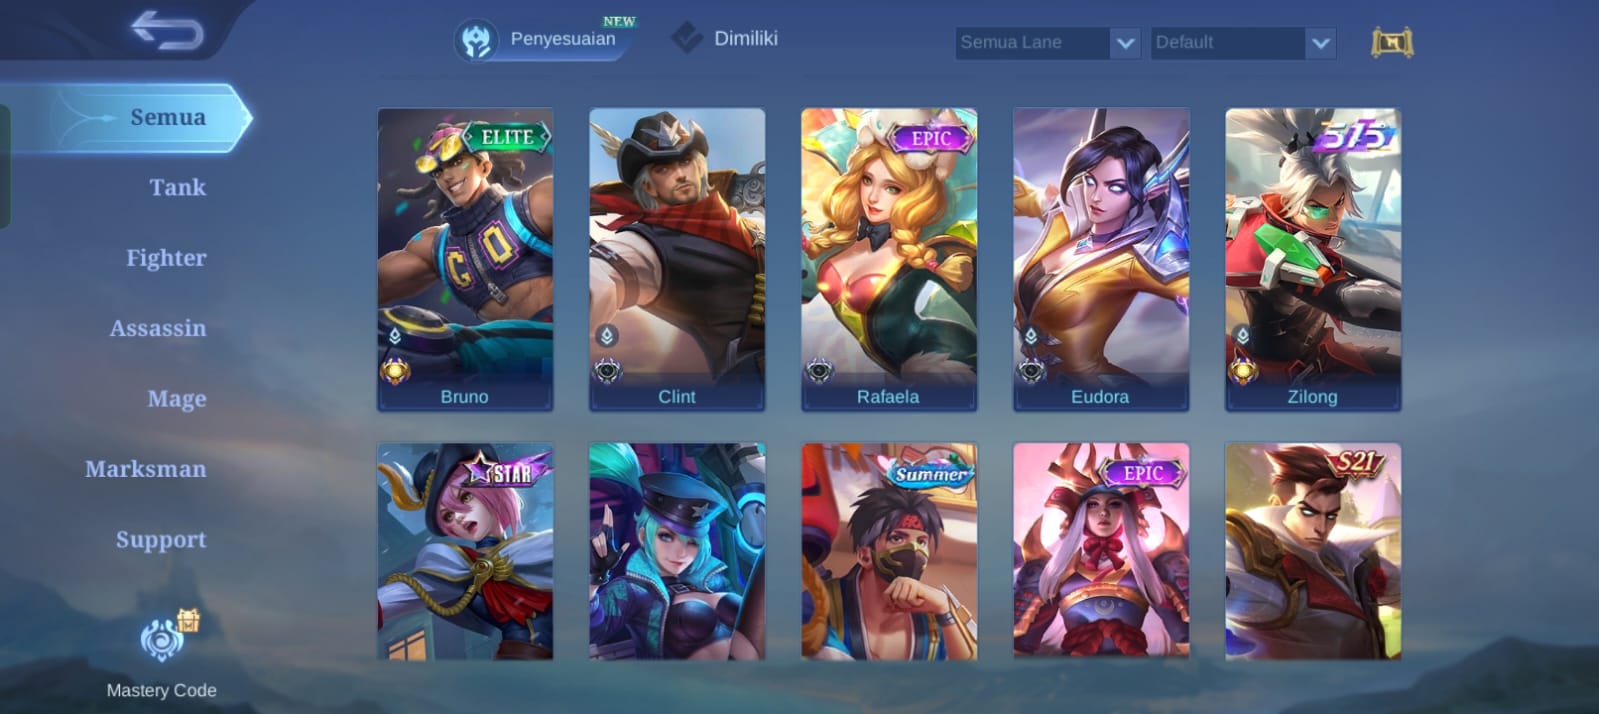 NEW
Penyesuaian
Dimiliki
Semua Lane
Default
Semua
Tank
Fighter
Assassin
Mage
Marksman
Support
Mastery Code
ELITE
EPIC
515
GO
Bruno
Clint
Rafaela
Eudora
Zilong
STAR
Summer
EPIC
S21